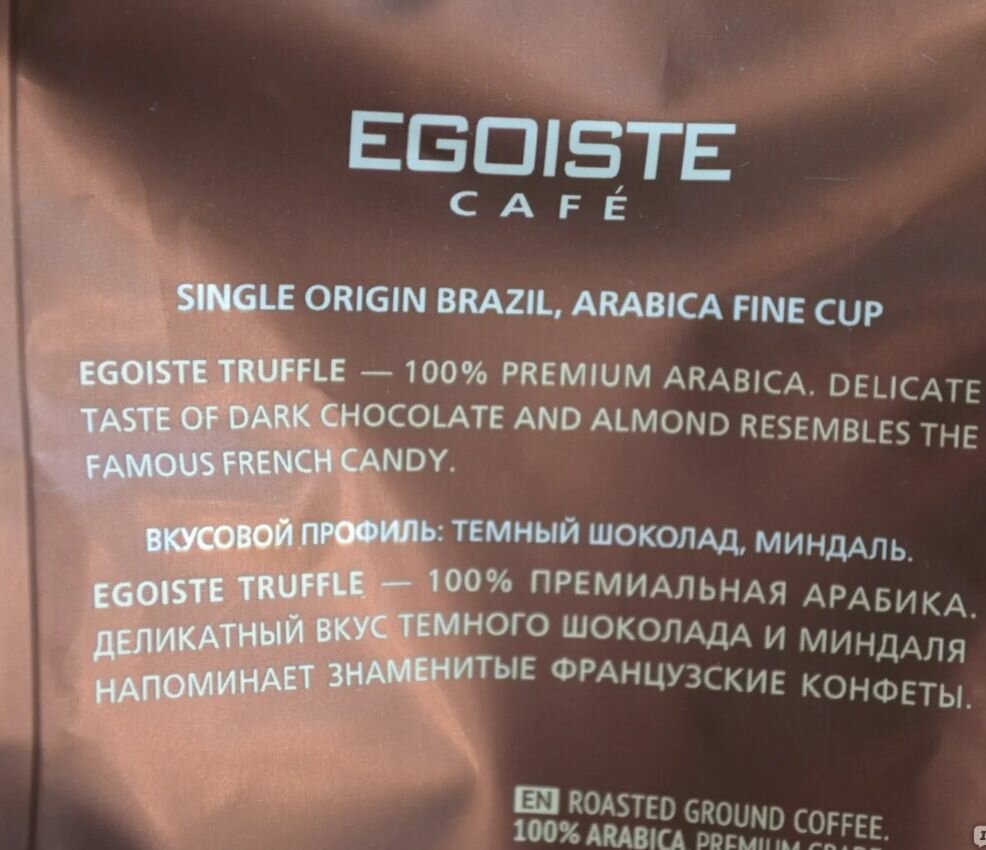 EGOISTE
CAFÉ
SINGLE ORIGIN BRAZIL, ARABICA FINE CUP
EGOISTE TRUFFLE — 100% PREMIUM ARABICA. DELICATE
TASTE OF DARK CHOCOLATE AND ALMOND RESEMBLES THE
FAMOUS FRENCH CANDY.
ВКУСОВОЙ ПРОФИЛЬ: ТЕМНЫЙ ШОКОЛАД, МИНДАЛЬ.
EGOISTE TRUFFLE — 100% ПРЕМИАЛЬНАЯ АРАБИКА.
ДЕЛИКАТНЫЙ ВКУС ТЕМНОГО ШОКОЛАДА И МИНДАЛЯ
НАПОМИНАЕТ ЗНАМЕНИТЫЕ ФРАНЦУЗСКИЕ КОНФЕТЫ.
EN ROASTED GROUND COFFEE.
100% ARABICA PREMIUM GRADE